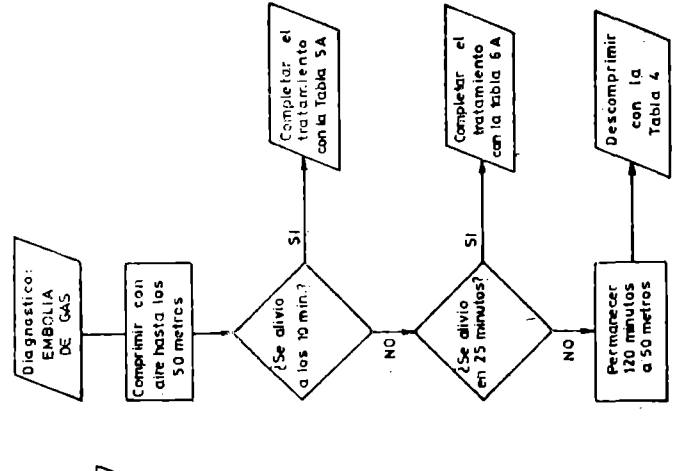 Diagnostico:
EMBOLIA
DE GAS
Comprimir con
aire hasta los
50 metros
¿Se alivio
a los 10 min.?
SI
Completar el
tratamiento
con la Tabla 5A
NO
¿Se alivio
en 25 minutos?
SI
Completar el
tratamiento
con la tabla 6A
NO
Permanecer
120 minutos
a 50 metros
Descomprimir
con la
Tabla 4